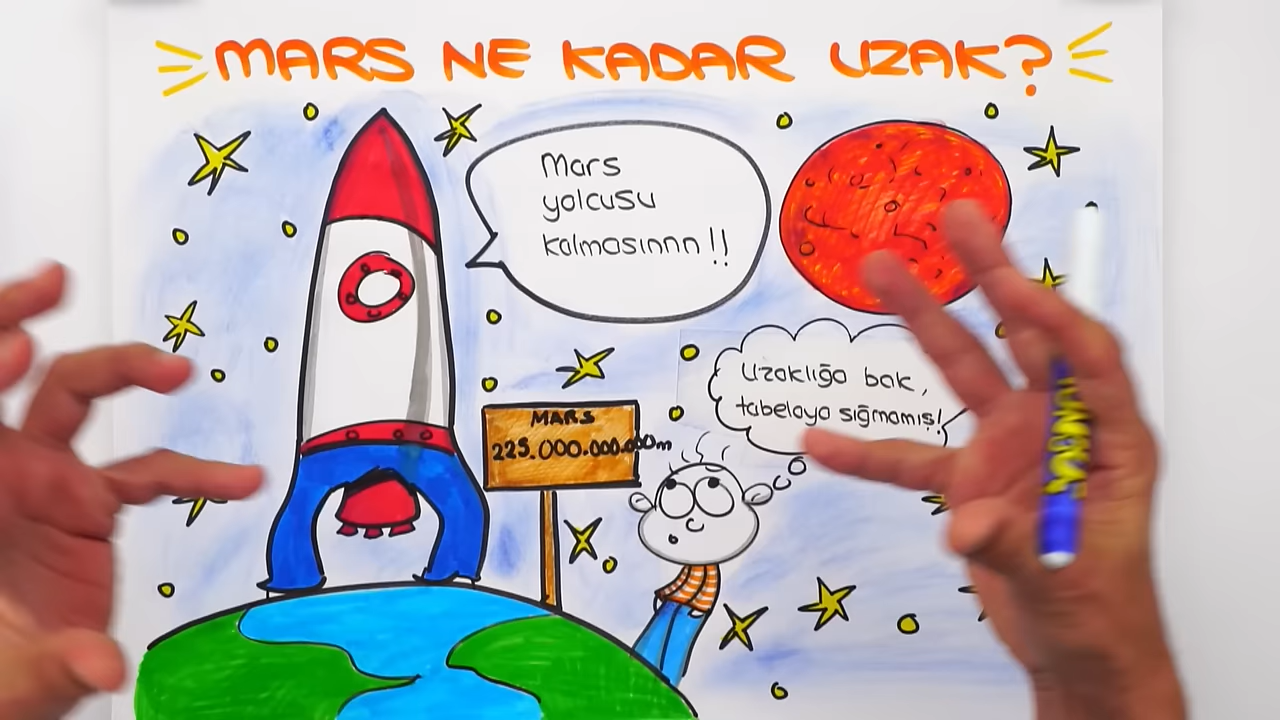 MARS NE KADAR UZAK?
Mars
yolcusu
kalmasınnn !!
Uzaklığa bak,
tabelaya sığmamış!
MARS
225.000.000.000m